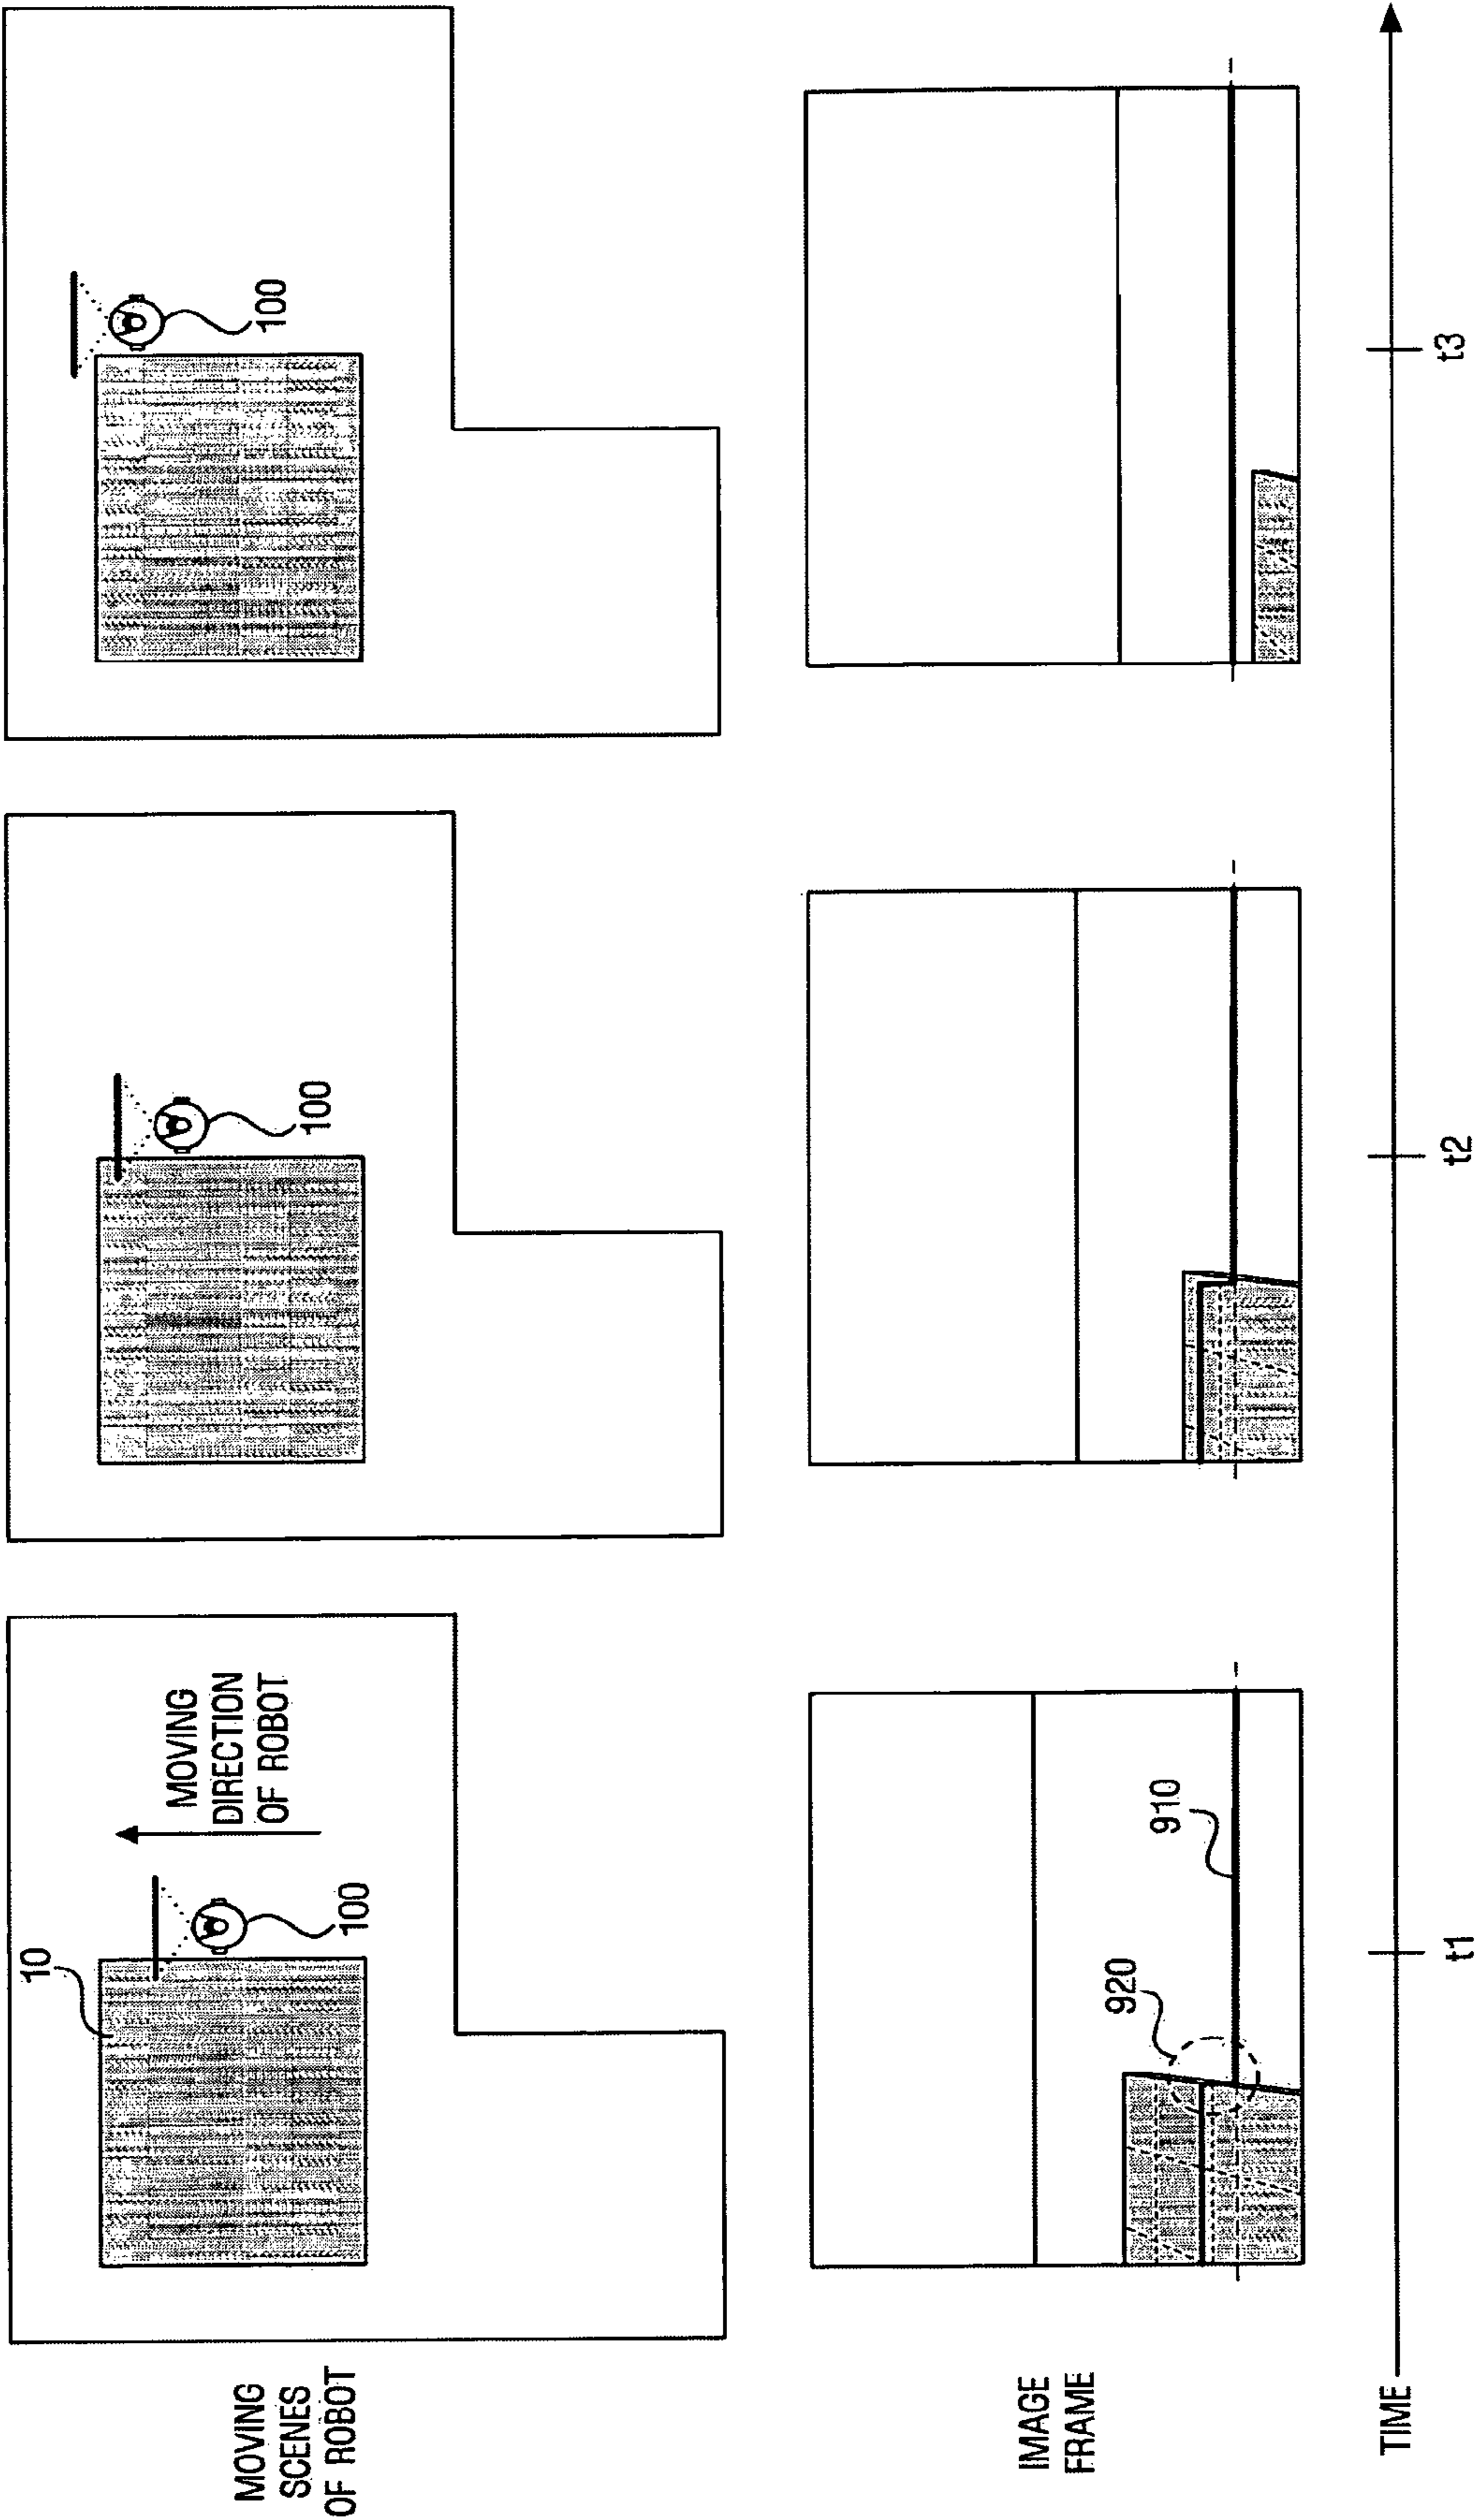 MOVING
SCENES
OF ROBOT
10
MOVING
DIRECTION
OF ROBOT
100
100
100
IMAGE
FRAME
920
910
TIME
t1
t2
t3